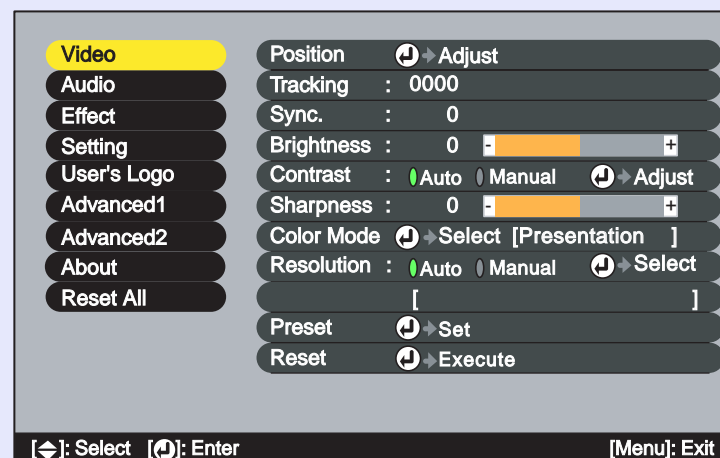 Video
Audio
Effect
Setting
User's Logo
Advanced1
Advanced2
About
Reset All
Position Adjust
Tracking : 0000
Sync. : 0
Brightness : 0 - +
Contrast : Auto Manual Adjust
Sharpness : 0 - +
Color Mode Select [Presentation ]
Resolution : Auto Manual Select
[ ]
Preset Set
Reset Execute
[ ]: Select [ ]: Enter [Menu]: Exit